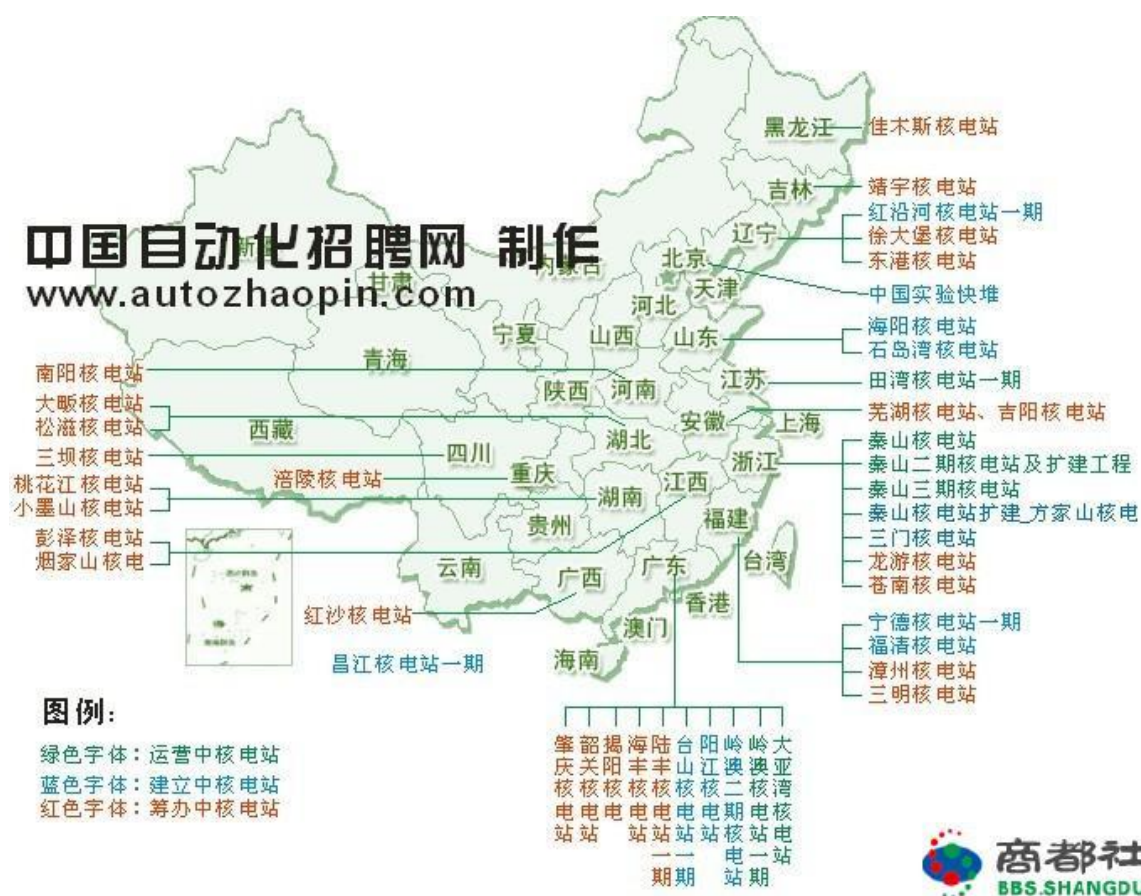 黑龙江
佳木斯核电站
吉林
靖宇核电站
红沿河核电站一期
辽宁
徐大堡核电站
东港核电站
中国自动化招聘网 制作
www.autozhaopin.com
新疆
内蒙古
甘肃
北京
天津
中国实验快堆
河北
宁夏
山西
山东
海阳核电站
石岛湾核电站
青海
南阳核电站
陕西
河南
江苏
田湾核电站一期
大畈核电站
松滋核电站
安徽
芜湖核电站、吉阳核电站
上海
西藏
四川
湖北
浙江
秦山核电站
秦山二期核电站及扩建工程
秦山三期核电站
秦山核电站扩建_方家山核电
三门核电站
龙游核电站
苍南核电站
三坝核电站
涪陵核电站
重庆
桃花江核电站
小墨山核电站
湖南
江西
彭泽核电站
烟家山核电
贵州
福建
云南
广西
广东
台湾
香港
澳门
红沙核电站
海南
昌江核电站一期
宁德核电站一期
福清核电站
漳州核电站
三明核电站
图例:
绿色字体:运营中核电站
蓝色字体:建立中核电站
红色字体:筹办中核电站
肇庆核电站
韶关核电站
揭阳核电
海丰核电站
陆丰核电站一期
台山核电站一期
阳江核电站
岭澳二期核电站
岭澳核电站一期
大亚湾核电站
商都社
BBS.SHANGDU